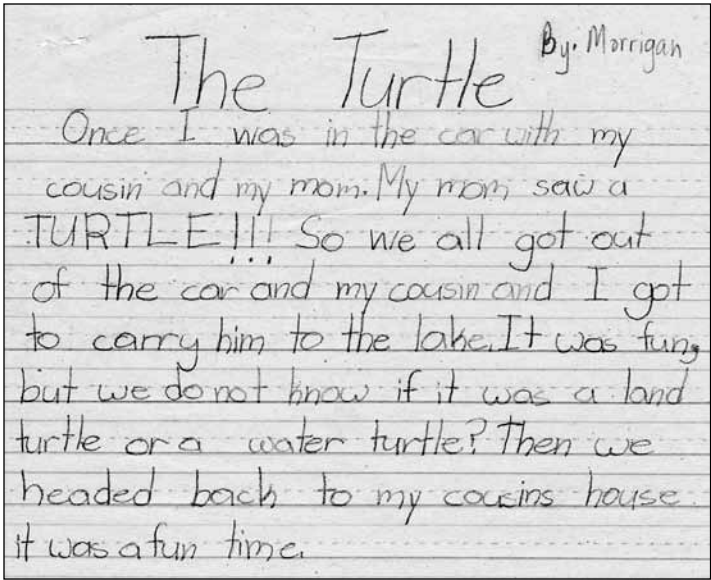 The Turtle
By. Morrigan
Once I was in the car with my
cousin and my mom. My mom saw a
TURTLE!!! So we all got out
of the car and my cousin and I got
to carry him to the lake. It was fun,
but we do not know if it was a land
turtle or a water turtle? Then we
headed back to my cousins house
it was a fun time.